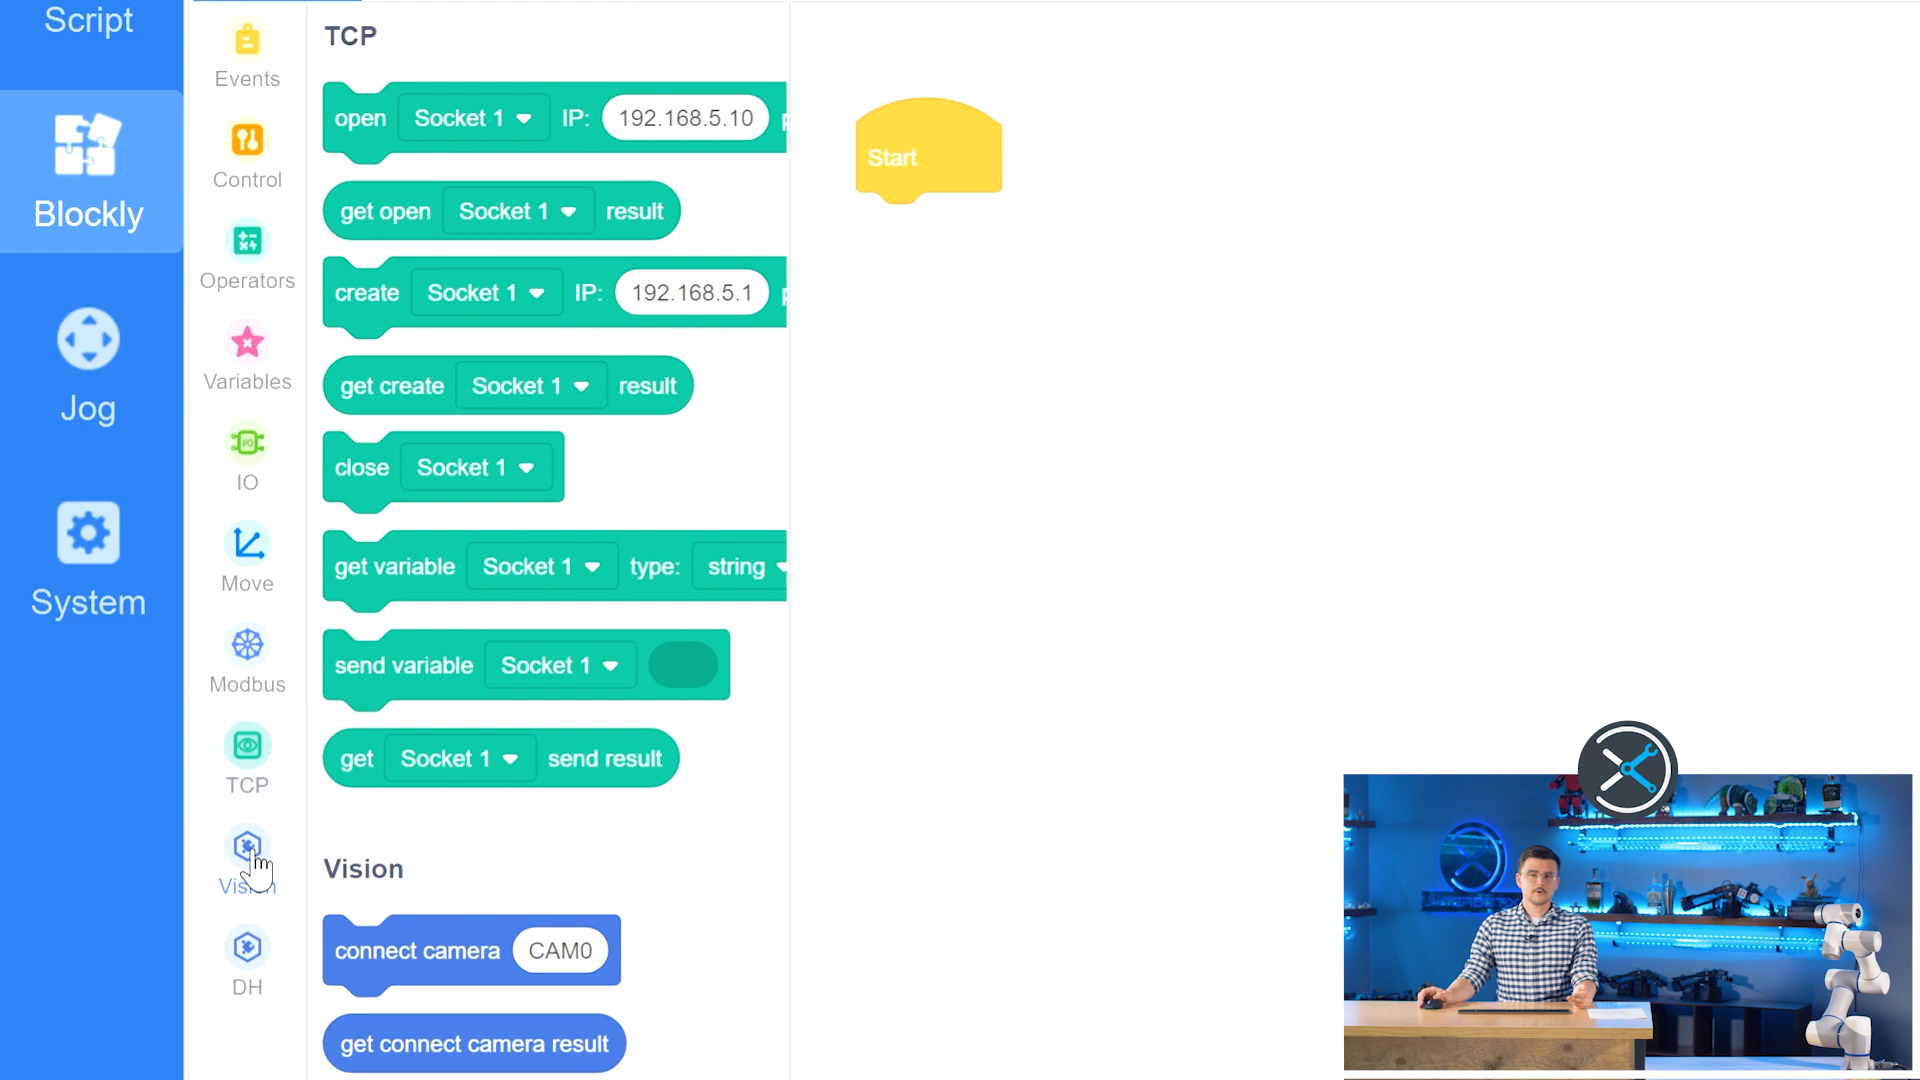 Script
Blockly
Jog
System
Events
Control
Operators
Variables
IO
Move
Modbus
TCP
Vision
DH
TCP
open Socket 1 IP: 192.168.5.10
get open Socket 1 result
create Socket 1 IP: 192.168.5.1
get create Socket 1 result
close Socket 1
get variable Socket 1 type: string
send variable Socket 1
get Socket 1 send result
Vision
connect camera CAM0
get connect camera result
Start